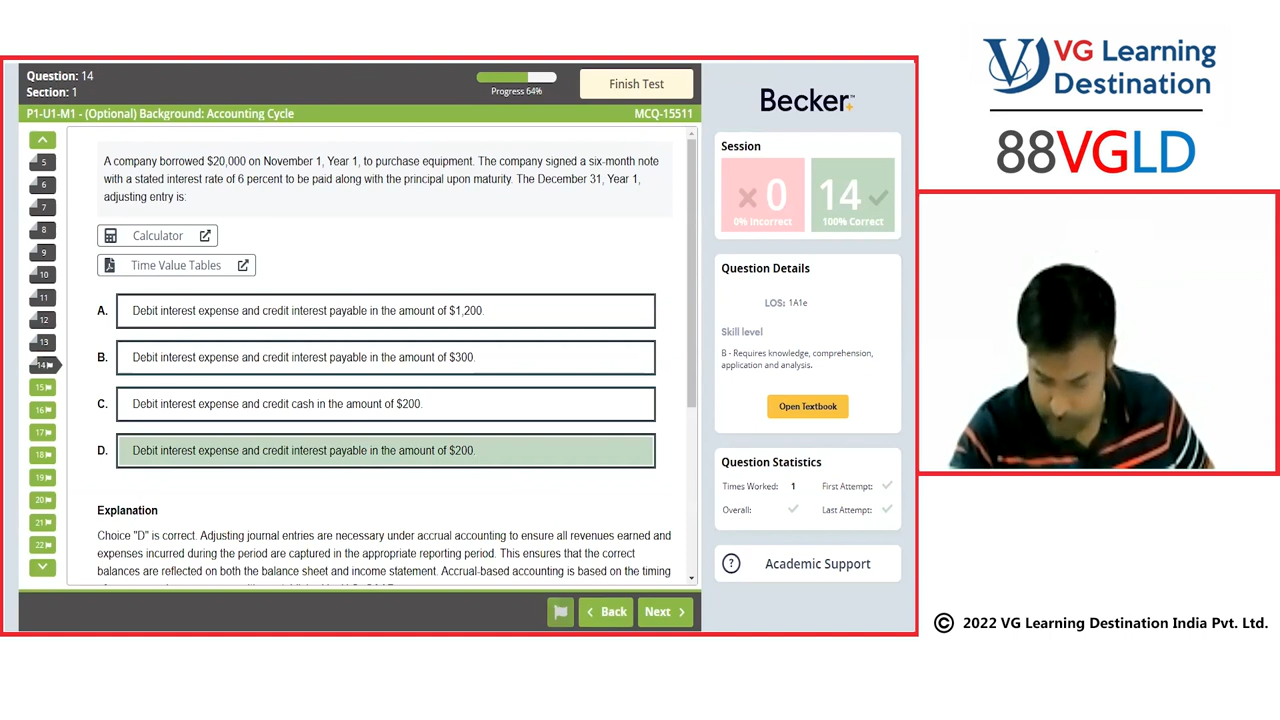 Question: 14
Section: 1
Progress 64%
Finish Test
P1-U1-M1 - (Optional) Background: Accounting Cycle
MCQ-15511
5
6
7
8
9
10
11
12
13
14
15
16
17
18
19
20
21
22
A company borrowed $20,000 on November 1, Year 1, to purchase equipment. The company signed a six-month note
with a stated interest rate of 6 percent to be paid along with the principal upon maturity. The December 31, Year 1,
adjusting entry is:
Calculator
Time Value Tables
A. Debit interest expense and credit interest payable in the amount of $1,200.
B. Debit interest expense and credit interest payable in the amount of $300.
C. Debit interest expense and credit cash in the amount of $200.
D. Debit interest expense and credit interest payable in the amount of $200.
Explanation
Choice "D" is correct. Adjusting journal entries are necessary under accrual accounting to ensure all revenues earned and
expenses incurred during the period are captured in the appropriate reporting period. This ensures that the correct
balances are reflected on both the balance sheet and income statement. Accrual-based accounting is based on the timing
Back
Next
Becker
Session
0
0% Incorrect
14
100% Correct
Question Details
LOS: 1A1e
Skill level
B - Requires knowledge, comprehension,
application and analysis.
Open Textbook
Question Statistics
Times Worked: 1
First Attempt:
Overall:
Last Attempt:
? Academic Support
VG Learning
Destination
88VGLD
© 2022 VG Learning Destination India Pvt. Ltd.